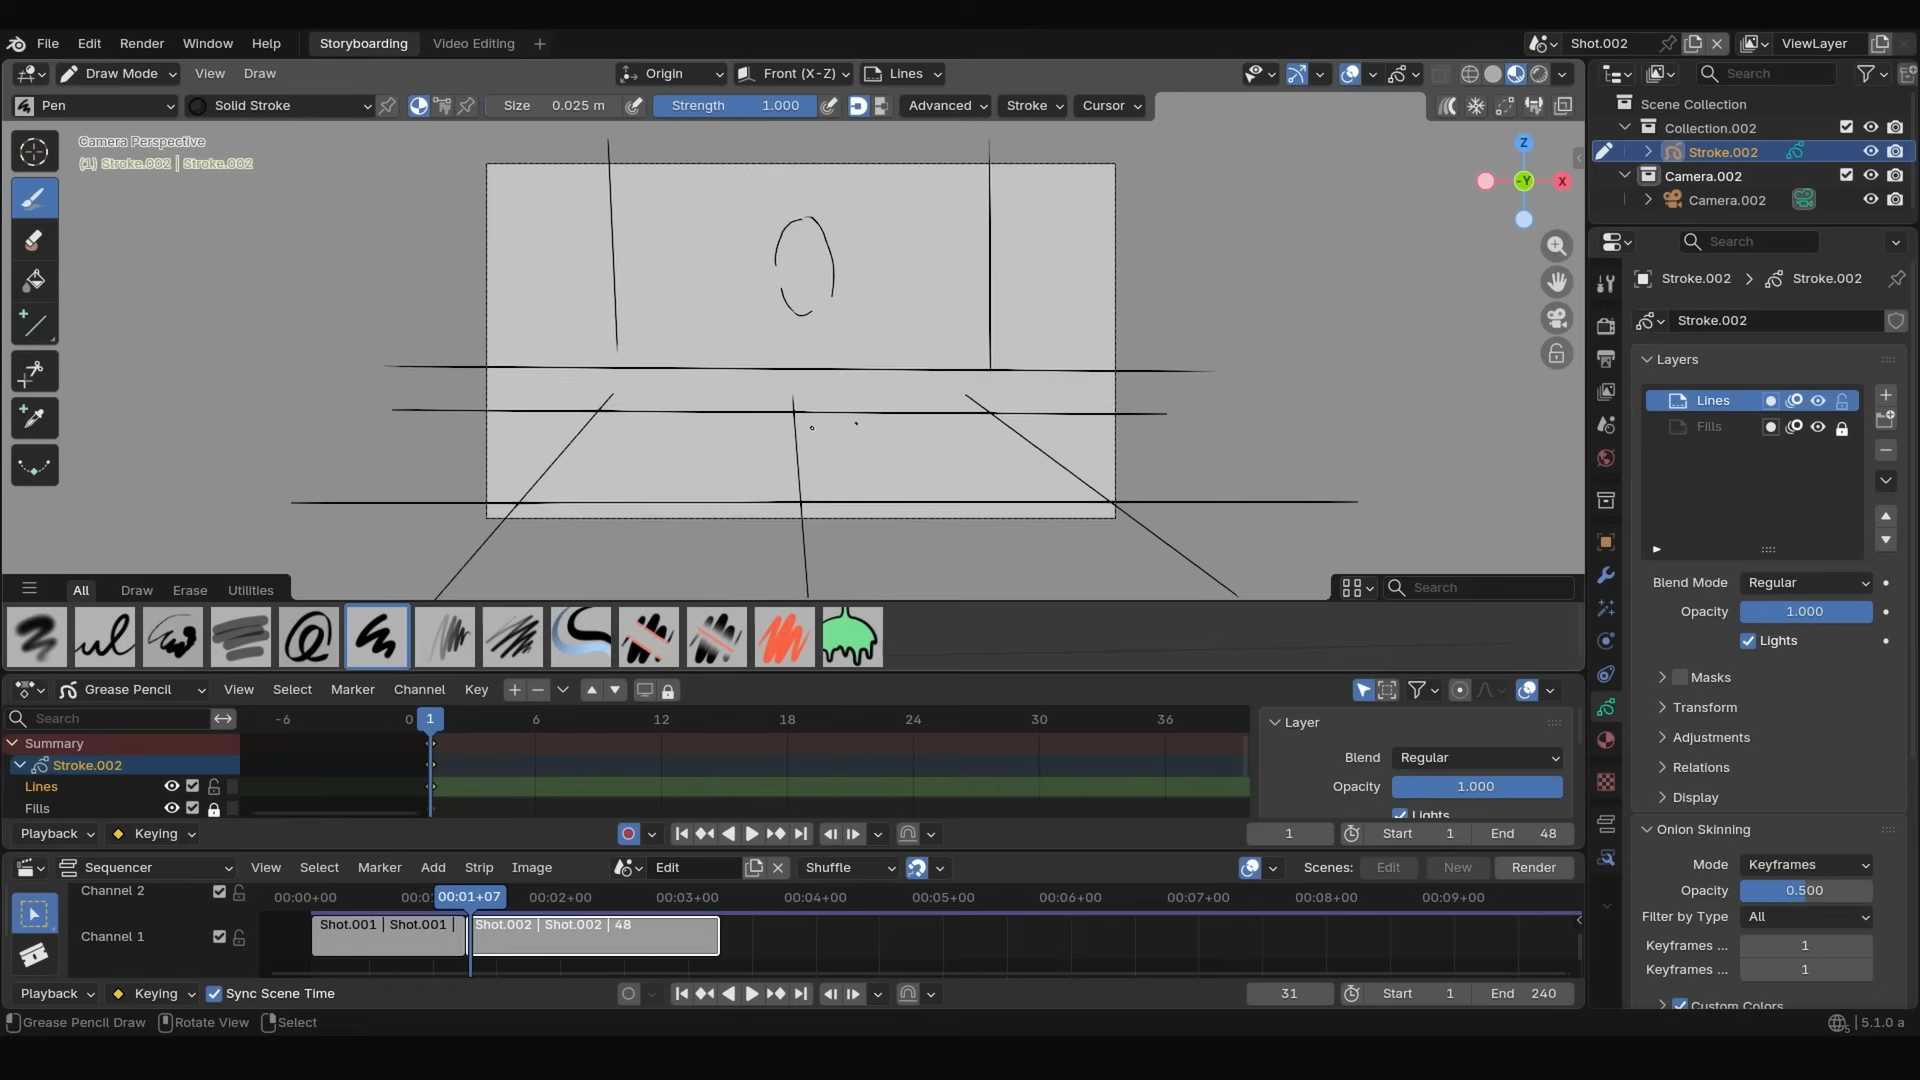 File Edit Render Window Help Storyboarding Video Editing Shot.002 ViewLayer
Draw Mode View Draw Origin Front (X-Z) Lines Search
Pen Solid Stroke Size 0.025 m Strength 1.000 Advanced Stroke Cursor
Scene Collection
Collection.002
Stroke.002
Camera.002
Camera.002
Camera Perspective
(1) Stroke.002 | Stroke.002
Z
-Y X
Search
Stroke.002 Stroke.002
Stroke.002
Layers
Lines
Fills
Blend Mode Regular
Opacity 1.000
Lights
Masks
Transform
Adjustments
Relations
Display
Onion Skinning
Mode Keyframes
Opacity 0.500
Filter by Type All
Keyframes ... 1
Keyframes ... 1
Custom Colors
All Draw Erase Utilities Search
Grease Pencil View Select Marker Channel Key
Search -6 0 1 6 12 18 24 30 36
Summary
Stroke.002
Lines
Fills
Layer
Blend Regular
Opacity 1.000
Lights
Playback Keying 1 Start 1 End 48
Sequencer View Select Marker Add Strip Image Edit Shuffle Scenes: Edit New Render
Channel 2
00:00+00 00:01+07 00:02+00 00:03+00 00:04+00 00:05+00 00:06+00 00:07+00 00:08+00 00:09+00
Channel 1
Shot.001 | Shot.001 | Shot.002 | Shot.002 | 48
Playback Keying Sync Scene Time 31 Start 1 End 240
Grease Pencil Draw Rotate View Select 5 5.1.0 a